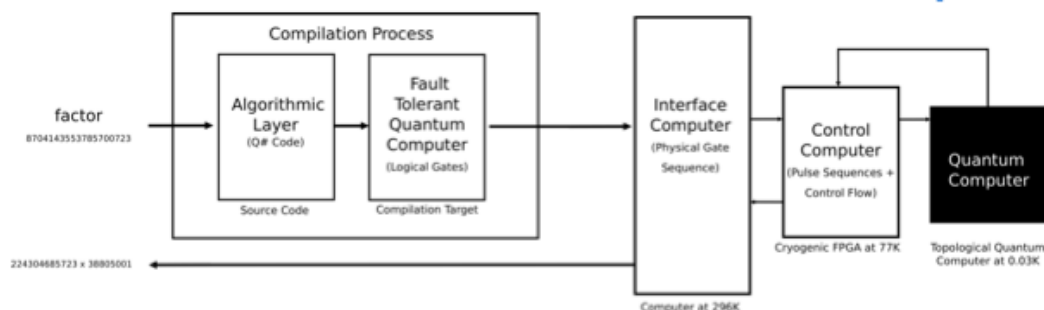 Compilation Process
factor
8704143553785700723
Algorithmic
Layer
(Q# Code)
Source Code
Fault
Tolerant
Quantum
Computer
(Logical Gates)
Compilation Target
Interface
Computer
(Physical Gate
Sequence)
Computer at 296K
Control
Computer
(Pulse Sequences +
Control Flow)
Cryogenic FPGA at 77K
Quantum
Computer
Topological Quantum
Computer at 0.03K
224304685723 x 38805001